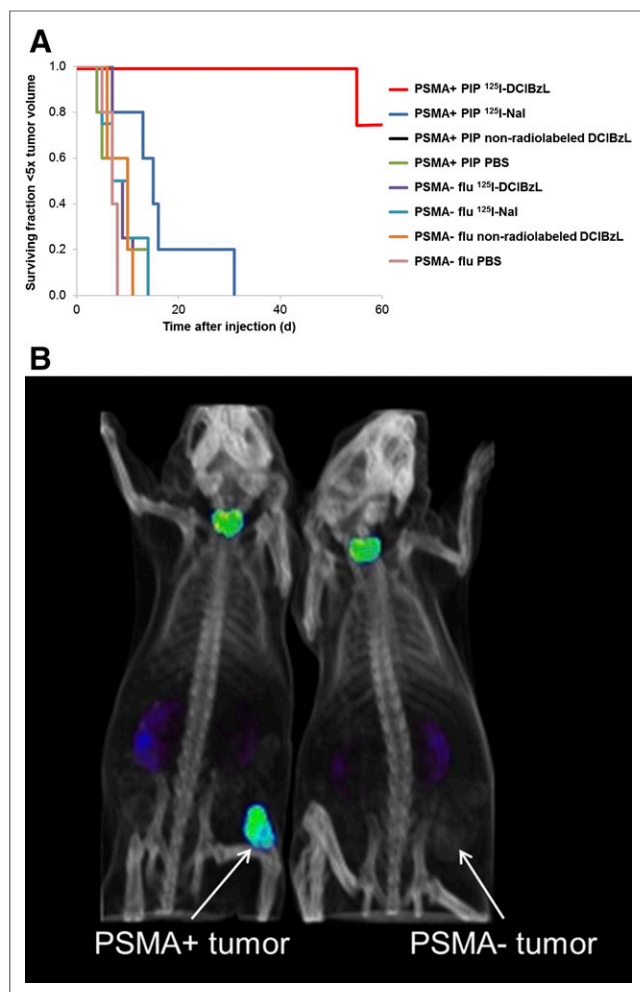 A
Surviving fraction <5x tumor volume
1.0
0.8
0.6
0.4
0.2
0.0
0
20
40
60
Time after injection (d)
PSMA+ PIP ¹²⁵I-DCIBzL
PSMA+ PIP ¹²⁵I-NaI
PSMA+ PIP non-radiolabeled DCIBzL
PSMA+ PIP PBS
PSMA- flu ¹²⁵I-DCIBzL
PSMA- flu ¹²⁵I-NaI
PSMA- flu non-radiolabeled DCIBzL
PSMA- flu PBS
B
PSMA+ tumor
PSMA- tumor